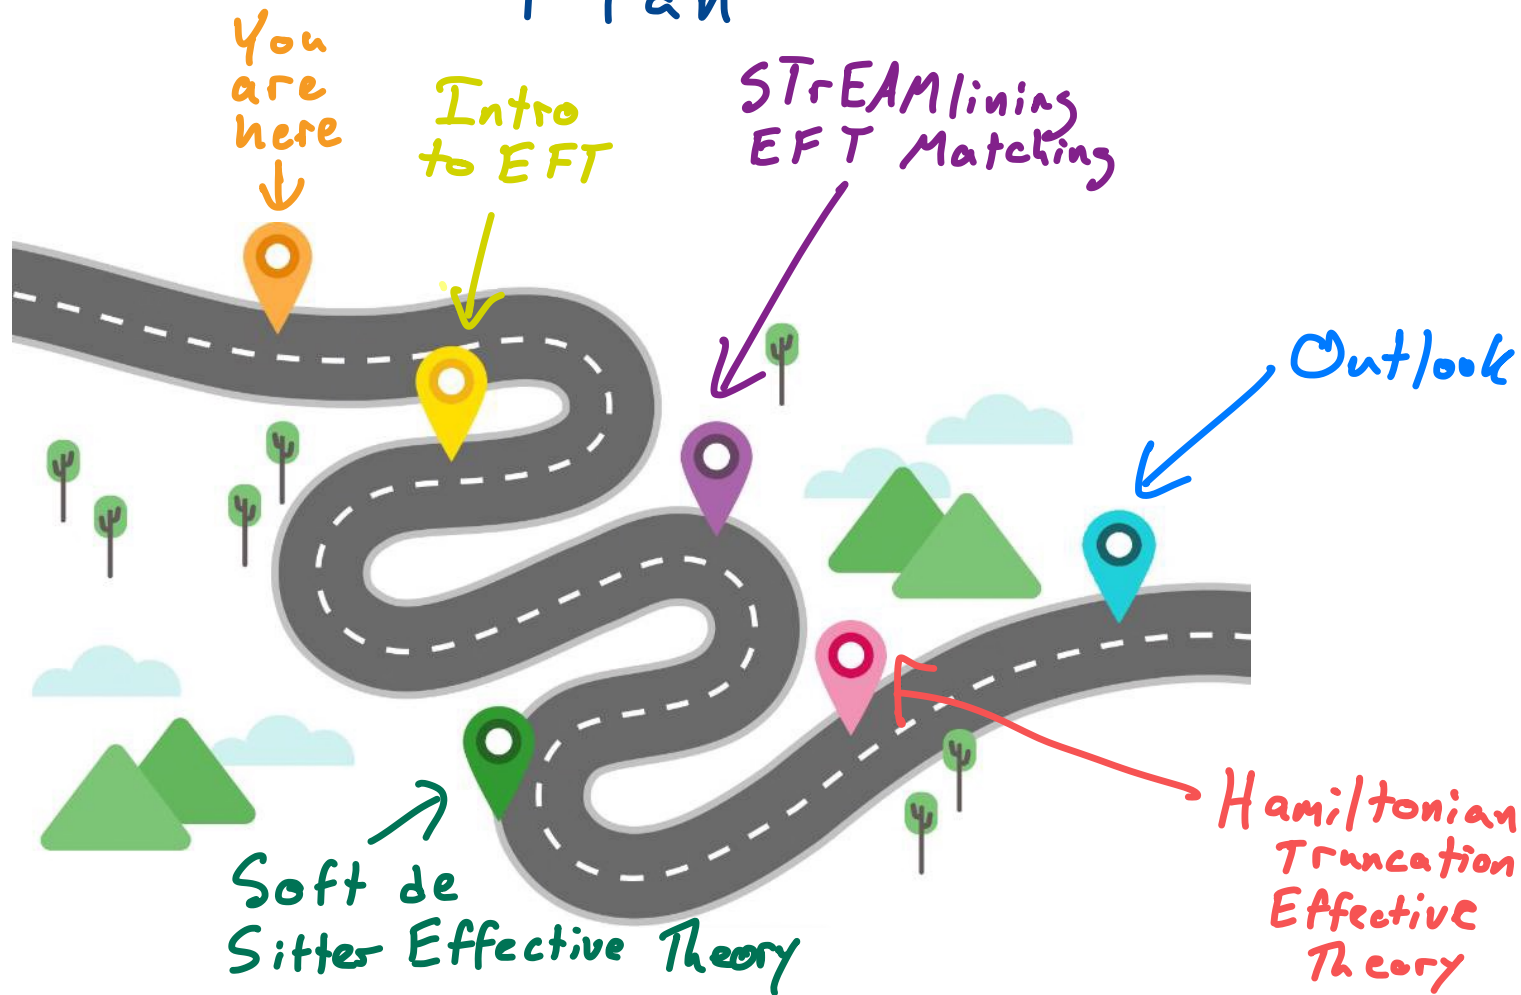 Plan
You
are
here
Intro
to EFT
STrEAMlining
EFT Matching
Outlook
Soft de
Sitter Effective Theory
Hamiltonian
Truncation
Effective
Theory